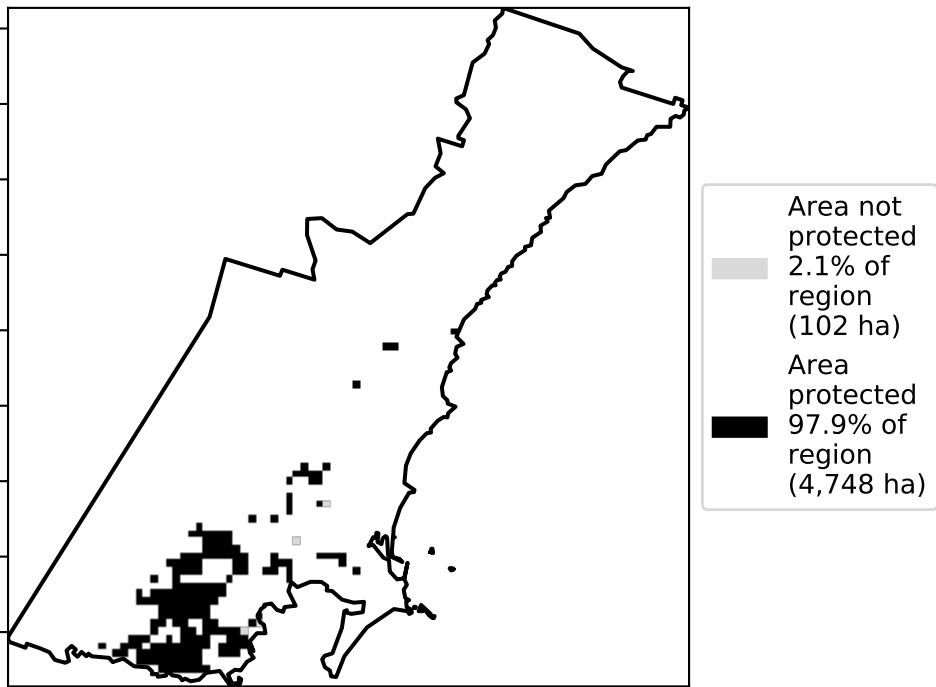 Area not
protected
2.1% of
region
(102 ha)
Area
protected
97.9% of
region
(4,748 ha)